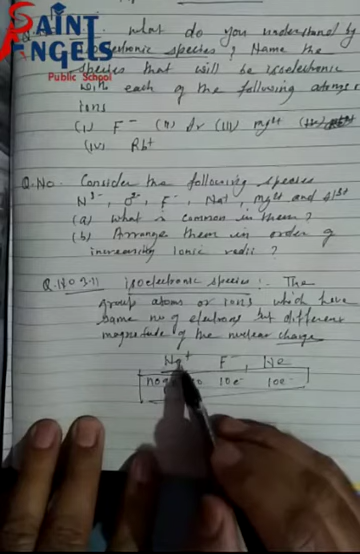 SAINT
ANGELS
Public School
what do you understand by
isoelectronic species? Name the
species that will be isoelectronic
with each of the following atoms or
ions
(i) F⁻ (ii) Ar (iii) Mg²⁺
(iv) Rb⁺
Q.No. Consider the following species
N³⁻, O²⁻, F⁻, Na⁺, Mg²⁺ and Al³⁺
(a) what is common in them?
(b) Arrange them in order of
increasing Ionic radii?
Q.NO 3.11 isoelectronic species:- The
group atoms or Ions which have
same no of electrons but different
magnitude of the nuclear charge
Na⁺ F⁻, Ne
10e⁻ 10e⁻